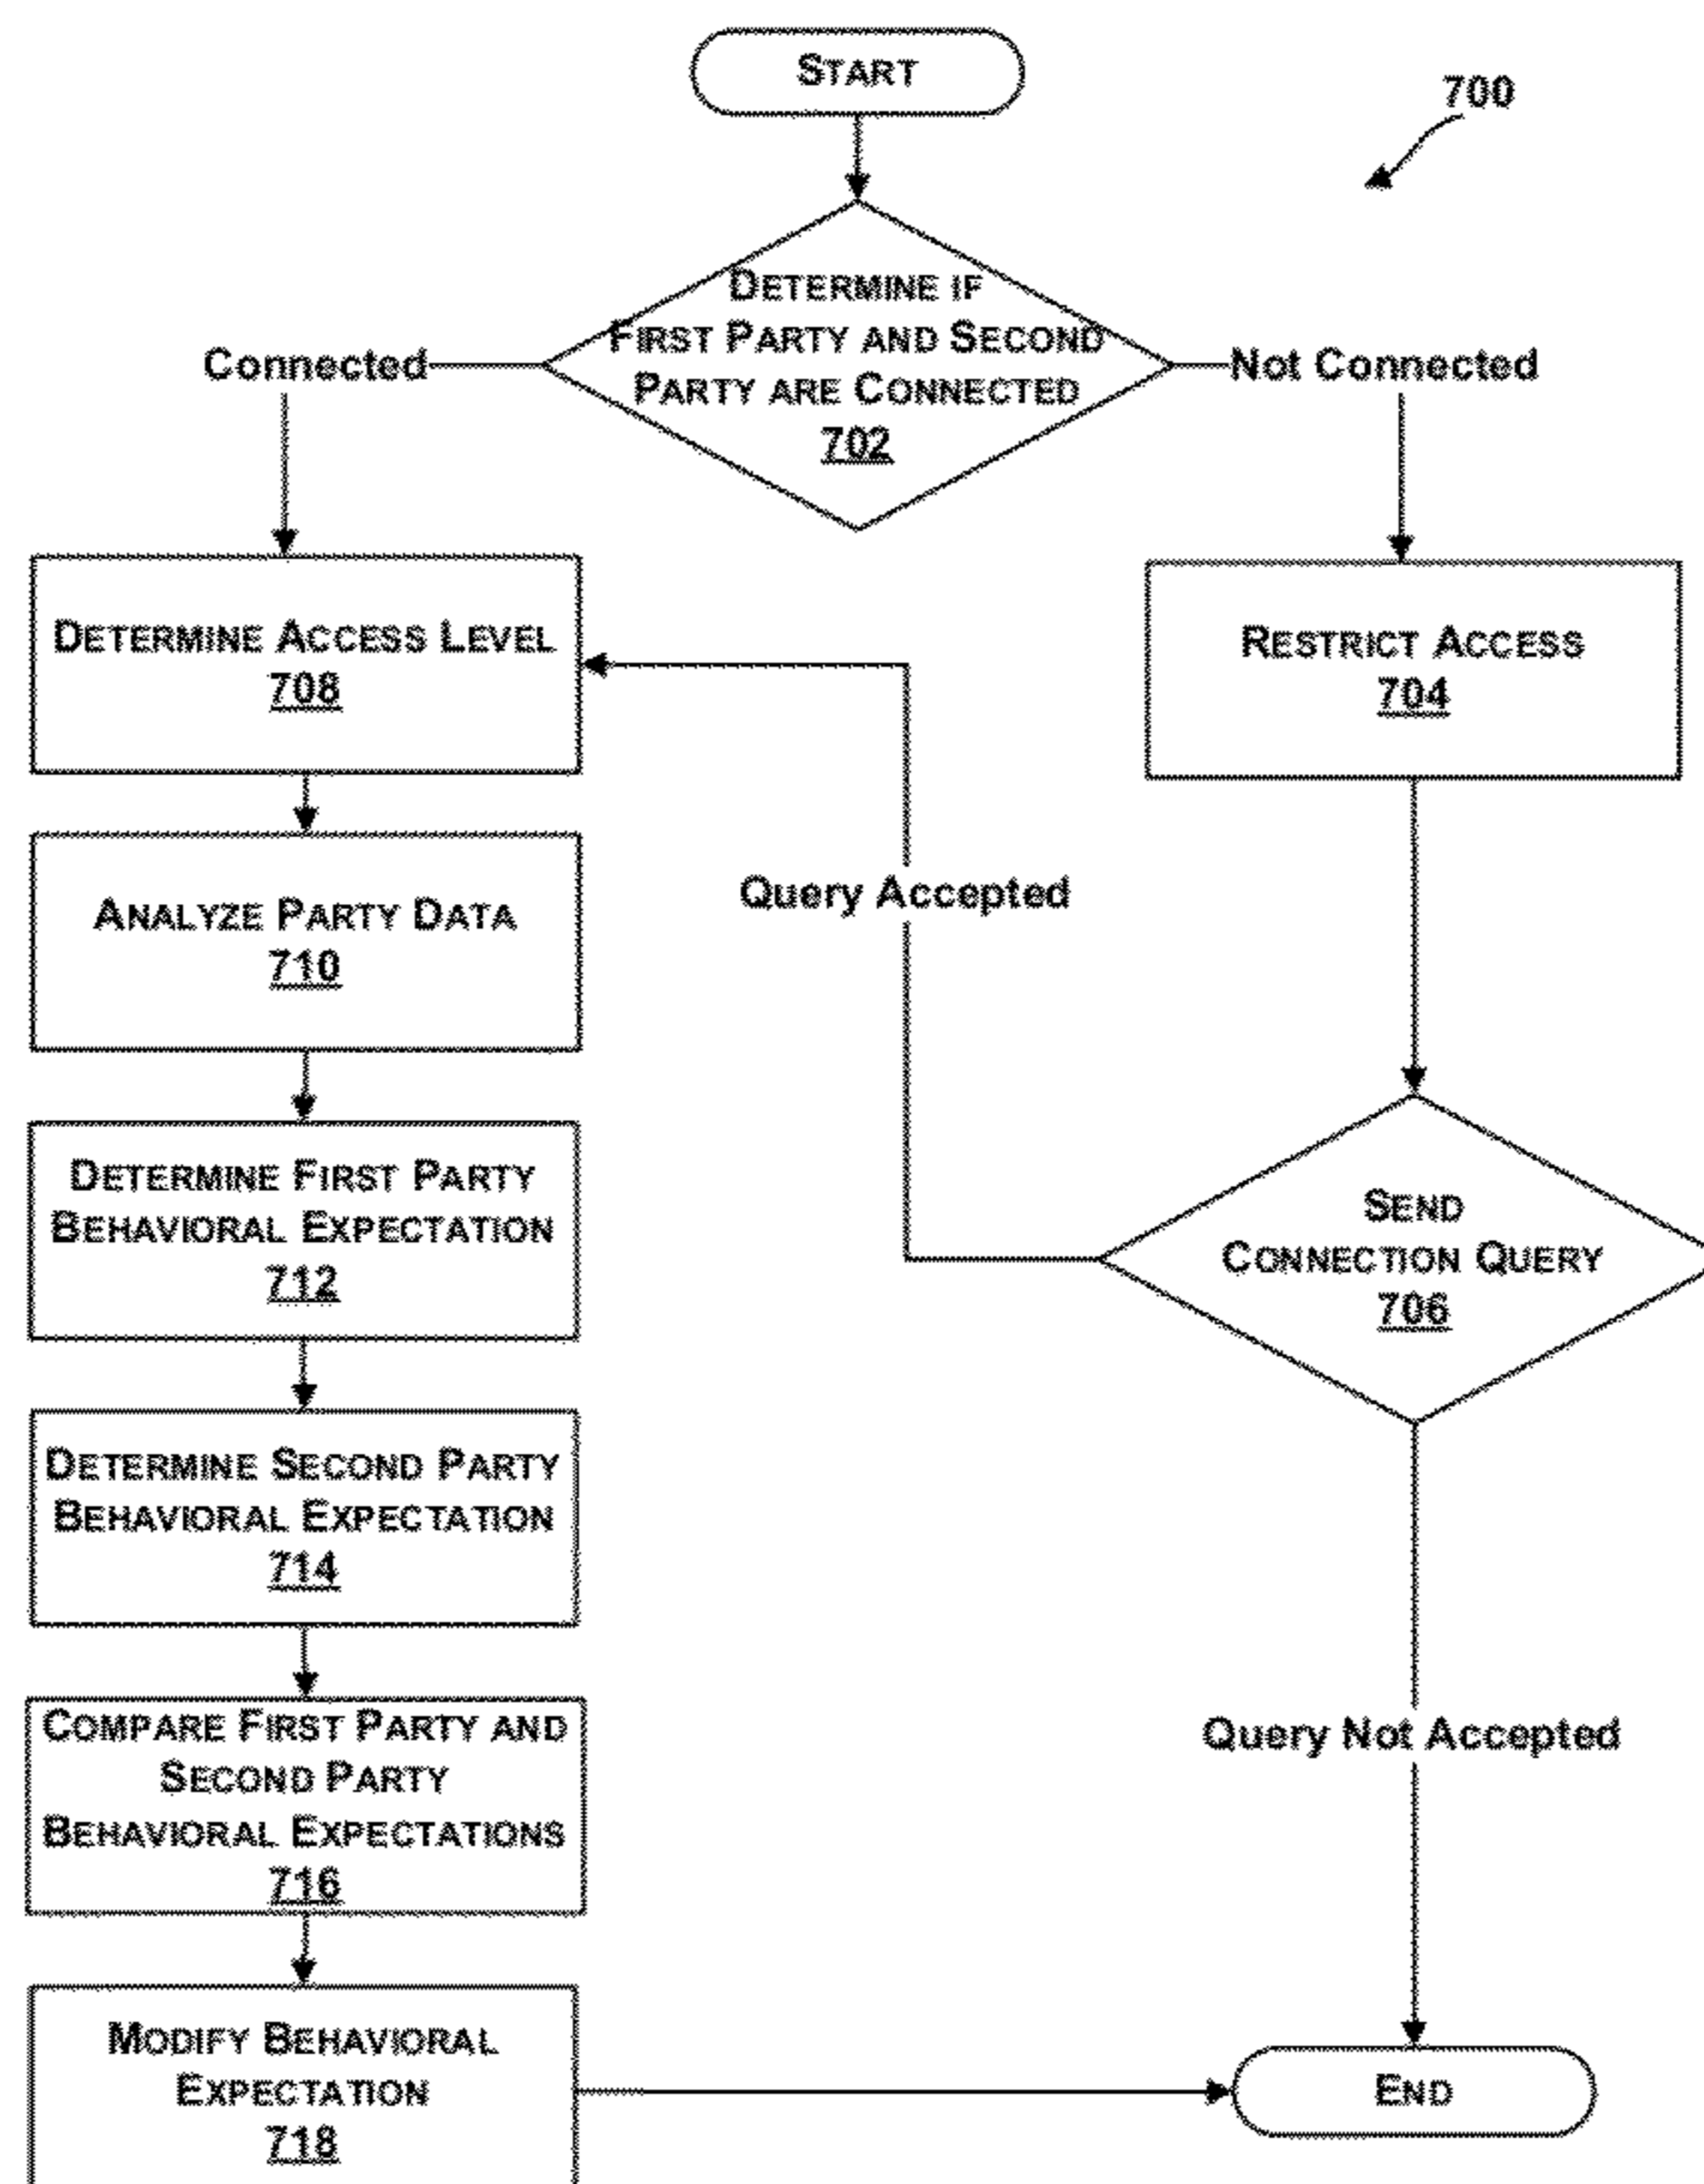 START
700
DETERMINE IF
FIRST PARTY AND SECOND
PARTY ARE CONNECTED
702
Connected
Not Connected
DETERMINE ACCESS LEVEL
708
RESTRICT ACCESS
704
Query Accepted
ANALYZE PARTY DATA
710
DETERMINE FIRST PARTY
BEHAVIORAL EXPECTATION
712
SEND
CONNECTION QUERY
706
DETERMINE SECOND PARTY
BEHAVIORAL EXPECTATION
714
COMPARE FIRST PARTY AND
SECOND PARTY
BEHAVIORAL EXPECTATIONS
716
Query Not Accepted
MODIFY BEHAVIORAL
EXPECTATION
718
END